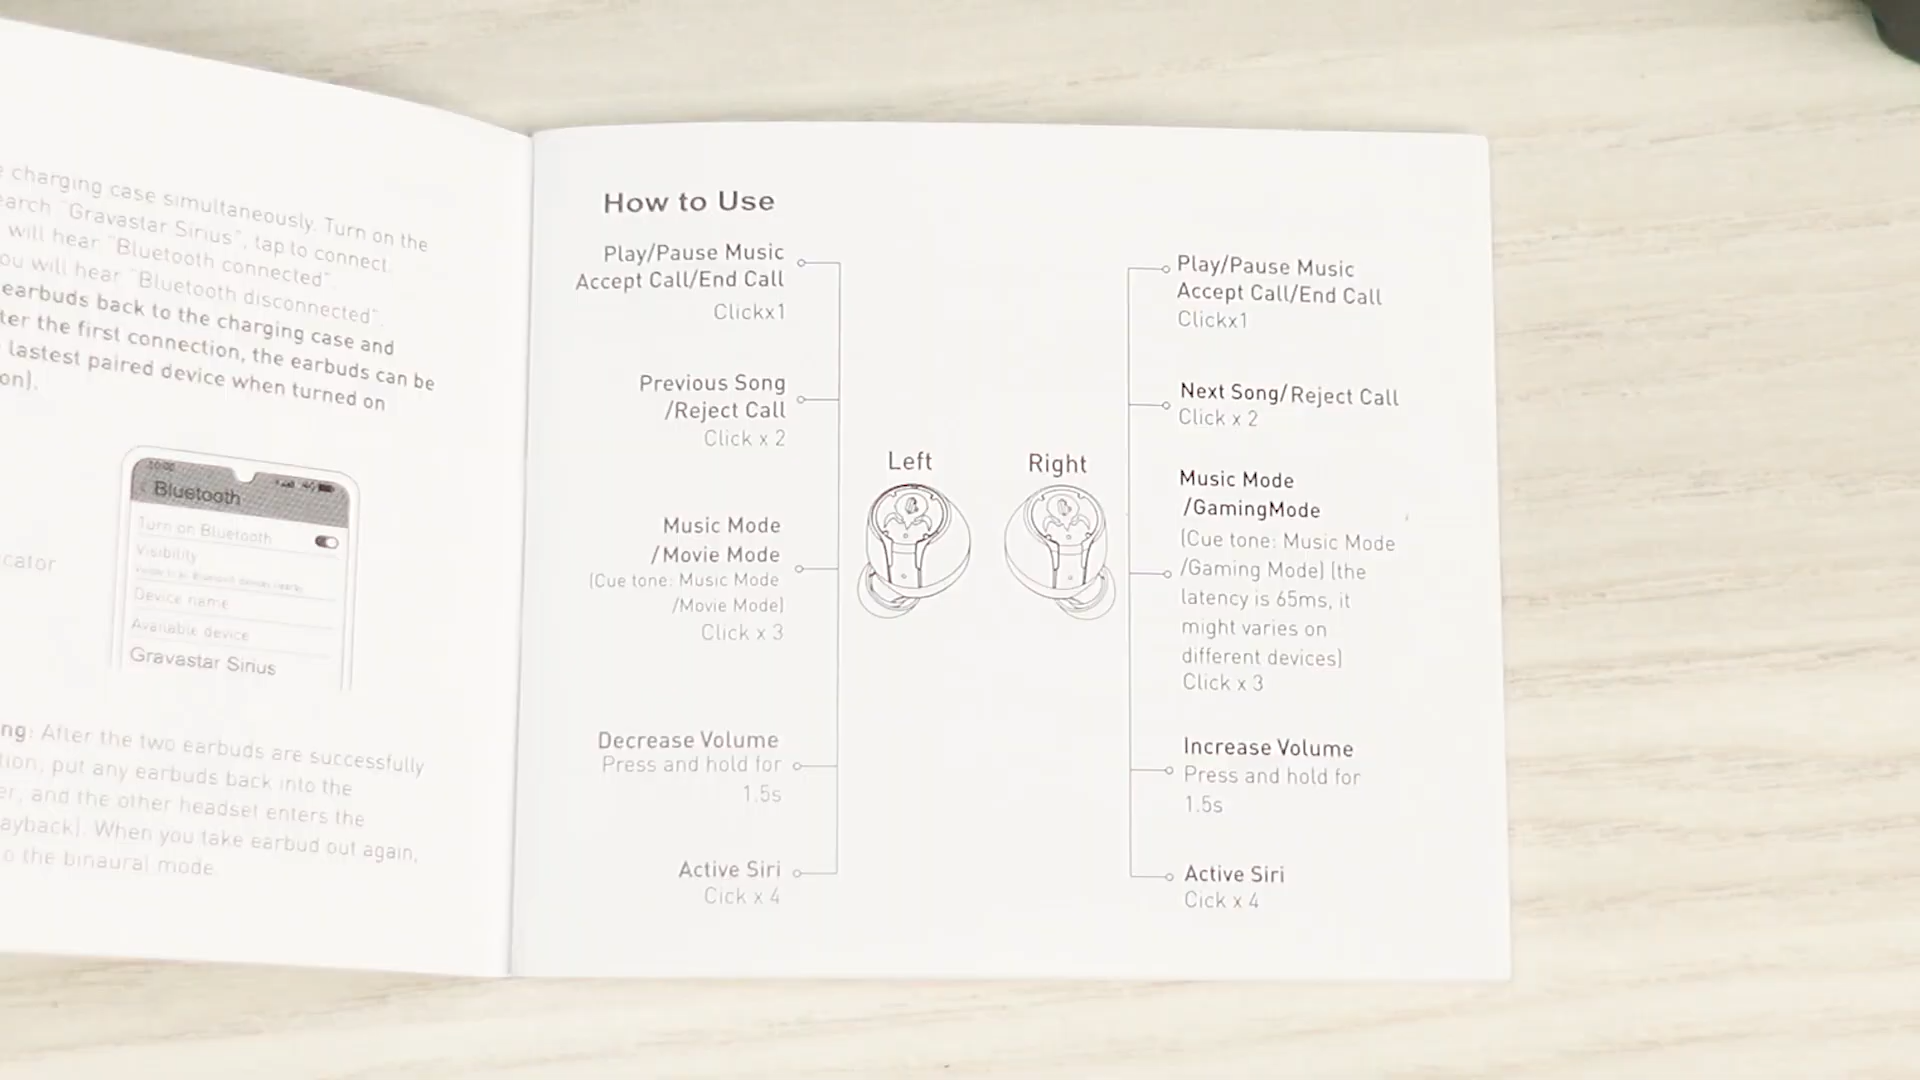 charging case simultaneously. Turn on the
"Gravastar Sirius", tap to connect.
will hear "Bluetooth connected".
you will hear "Bluetooth disconnected".
earbuds back to the charging case and
the first connection, the earbuds can be
lastest paired device when turned on
on).
cator
Bluetooth
Turn on Bluetooth
Visibility
Device name
Available device
Gravastar Sirius
ng: After the two earbuds are successfully
tion, put any earbuds back into the
er, and the other headset enters the
ayback). When you take earbud out again,
o the binaural mode.
How to Use
Play/Pause Music
Accept Call/End Call
Clickx1
Previous Song
/Reject Call
Click x 2
Music Mode
/Movie Mode
(Cue tone: Music Mode
/Movie Mode)
Click x 3
Decrease Volume
Press and hold for
1.5s
Active Siri
Cick x 4
Left
Right
Play/Pause Music
Accept Call/End Call
Clickx1
Next Song/Reject Call
Click x 2
Music Mode
/GamingMode
(Cue tone: Music Mode
/Gaming Mode) (the
latency is 65ms, it
might varies on
different devices)
Click x 3
Increase Volume
Press and hold for
1.5s
Active Siri
Cick x 4